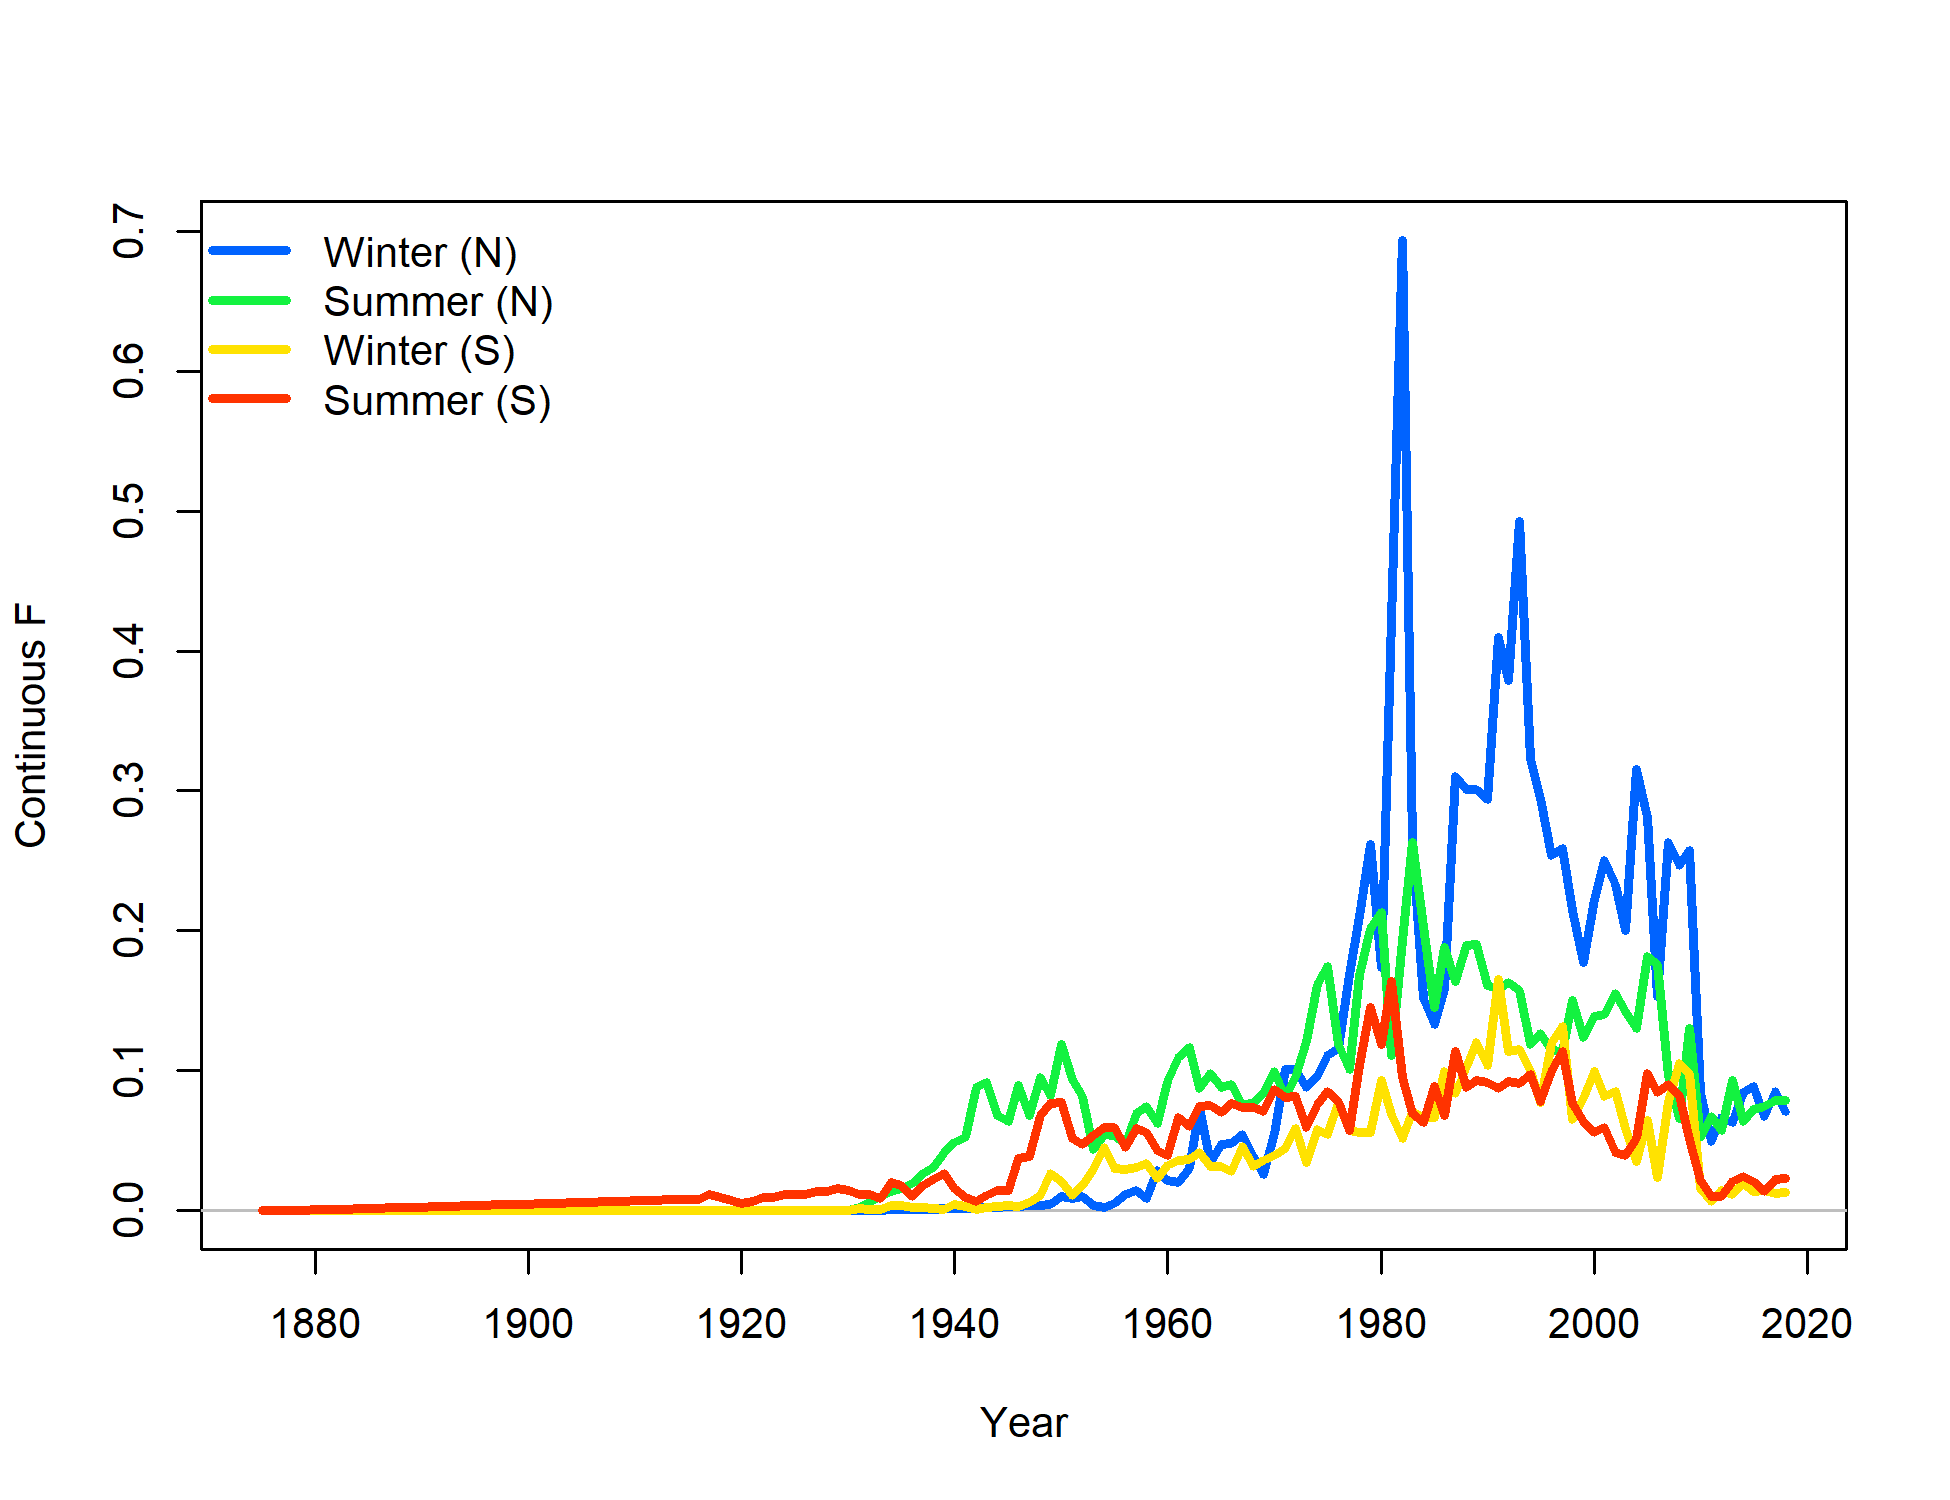 Winter (N)
Summer (N)
Winter (S)
Summer (S)
0.7
0.6
0.5
0.4
0.3
0.2
0.1
0.0
Continuous F
1880 1900 1920 1940 1960 1980 2000 2020
Year